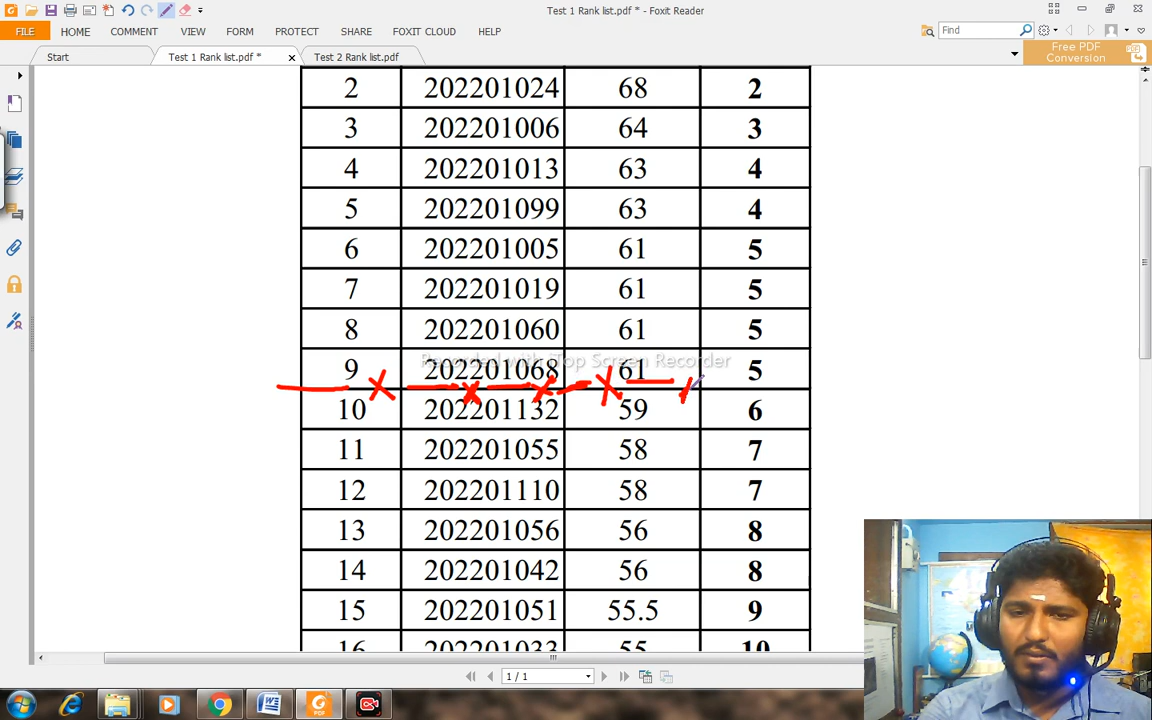 Test 1 Rank list.pdf * - Foxit Reader
FILE HOME COMMENT VIEW FORM PROTECT SHARE FOXIT CLOUD HELP Find
Start Test 1 Rank list.pdf * Test 2 Rank list.pdf Free PDF
Conversion
2 202201024 68 2
3 202201006 64 3
4 202201013 63 4
5 202201099 63 4
6 202201005 61 5
7 202201019 61 5
8 202201060 61 5
Recorded with iTop Screen Recorder
9 202201068 61 5
10 202201132 59 6
11 202201055 58 7
12 202201110 58 7
13 202201056 56 8
14 202201042 56 8
15 202201051 55.5 9
16 202201033 55 10
1 / 1